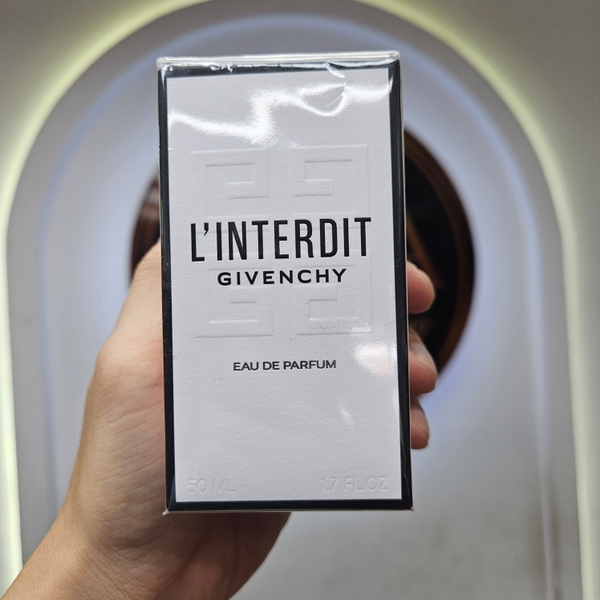 L'INTERDIT
GIVENCHY
EAU DE PARFUM
50 ML 1.7 FL.OZ